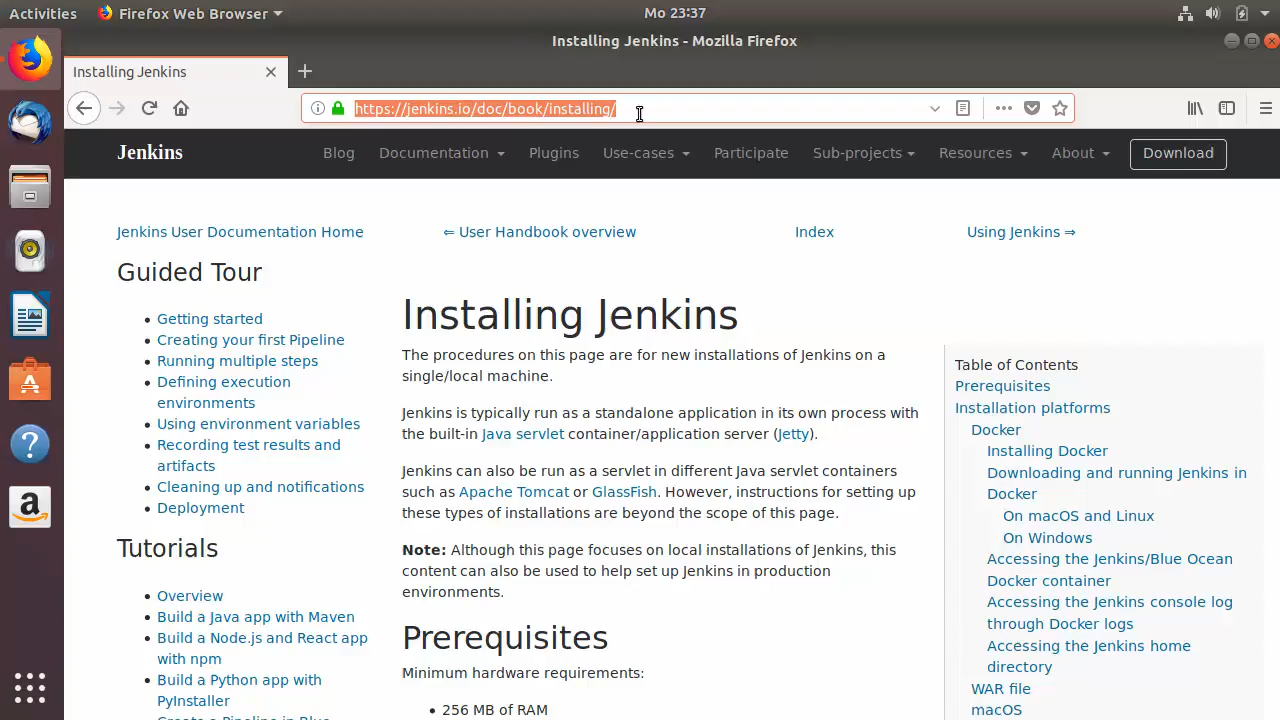 Activities
Firefox Web Browser
Mo 23:37
Installing Jenkins - Mozilla Firefox
Installing Jenkins
https://jenkins.io/doc/book/installing/
Jenkins
Blog
Documentation
Plugins
Use-cases
Participate
Sub-projects
Resources
About
Download
Jenkins User Documentation Home
⇐ User Handbook overview
Index
Using Jenkins ⇒
Guided Tour
• Getting started
• Creating your first Pipeline
• Running multiple steps
• Defining execution
environments
• Using environment variables
• Recording test results and
artifacts
• Cleaning up and notifications
• Deployment
Tutorials
• Overview
• Build a Java app with Maven
• Build a Node.js and React app
with npm
• Build a Python app with
PyInstaller
• Create a Pipeline in Blue
Installing Jenkins
The procedures on this page are for new installations of Jenkins on a
single/local machine.
Jenkins is typically run as a standalone application in its own process with
the built-in Java servlet container/application server (Jetty).
Jenkins can also be run as a servlet in different Java servlet containers
such as Apache Tomcat or GlassFish. However, instructions for setting up
these types of installations are beyond the scope of this page.
Note: Although this page focuses on local installations of Jenkins, this
content can also be used to help set up Jenkins in production
environments.
Prerequisites
Minimum hardware requirements:
• 256 MB of RAM
Table of Contents
Prerequisites
Installation platforms
Docker
Installing Docker
Downloading and running Jenkins in
Docker
On macOS and Linux
On Windows
Accessing the Jenkins/Blue Ocean
Docker container
Accessing the Jenkins console log
through Docker logs
Accessing the Jenkins home
directory
WAR file
macOS